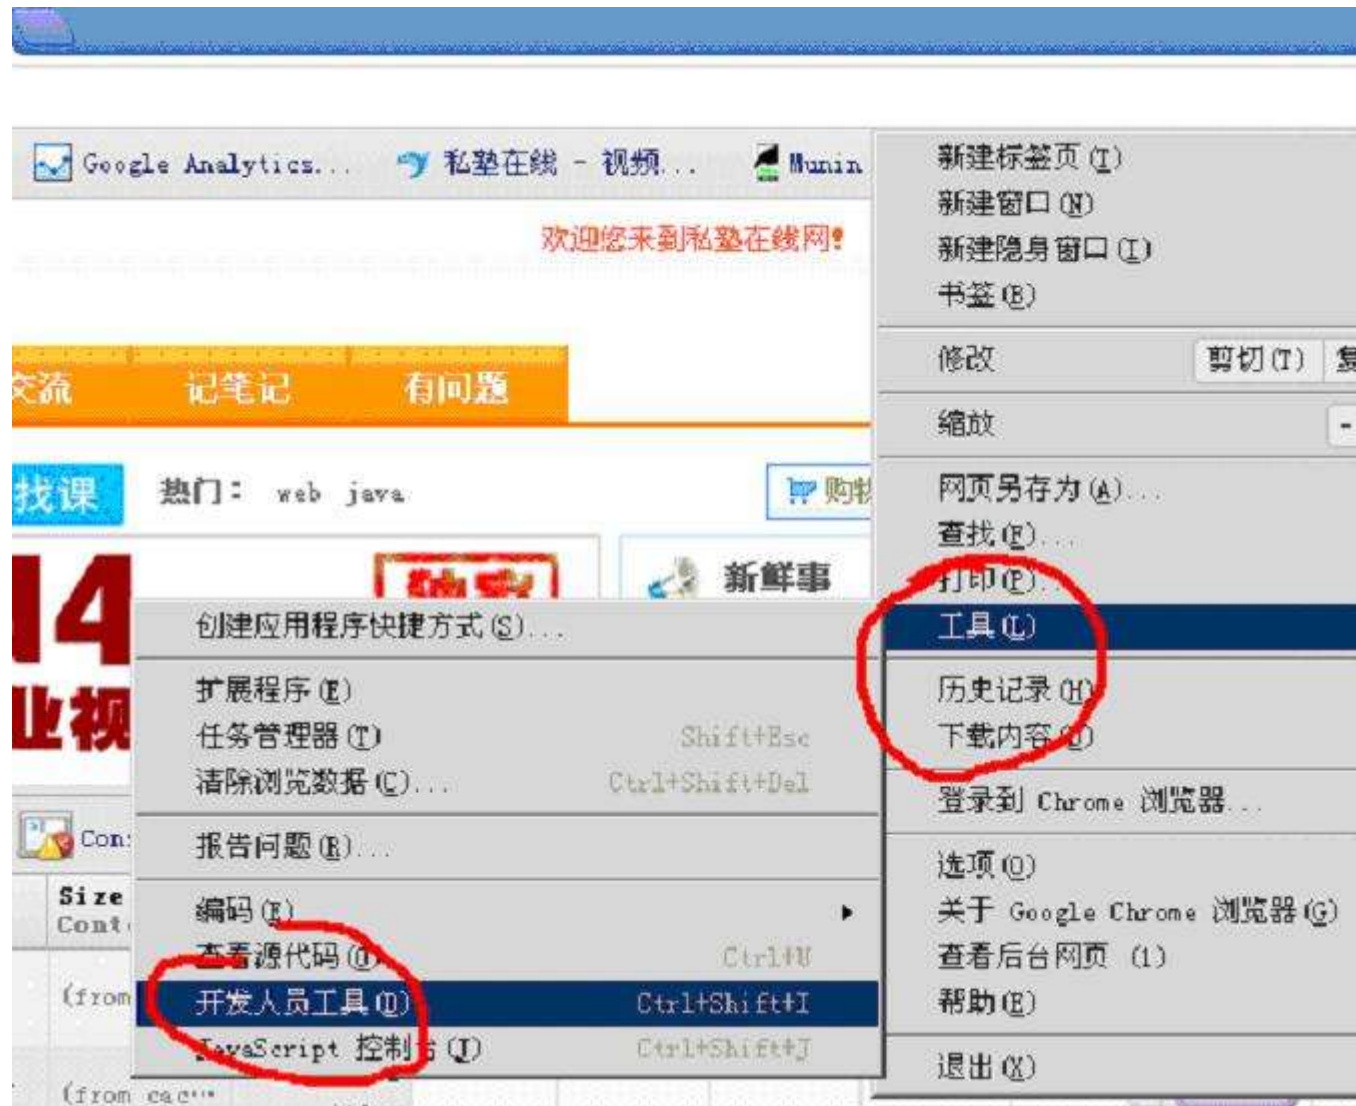 Google Analytics... 私塾在线 - 视频... Munin
欢迎您来到私塾在线网!
交流 记笔记 有问题
找课 热门: web java 购物
新鲜事
14
业视
Size
(from
(from cac...
新建标签页(T)
新建窗口(N)
新建隐身窗口(I)
书签(B)
修改 剪切(T)
缩放 -
网页另存为(A)...
查找(F)...
打印(P)...
工具(L)
历史记录(H)
下载内容(D)
登录到 Chrome 浏览器...
选项(O)
关于 Google Chrome 浏览器(G)
查看后台网页 (1)
帮助(E)
退出(X)
创建应用程序快捷方式(S)...
扩展程序(E)
任务管理器(T) Shift+Esc
清除浏览数据(C)... Ctrl+Shift+Del
报告问题(R)...
编码(E)
查看源代码(O) Ctrl+U
开发人员工具(D) Ctrl+Shift+I
JavaScript 控制台(J) Ctrl+Shift+J